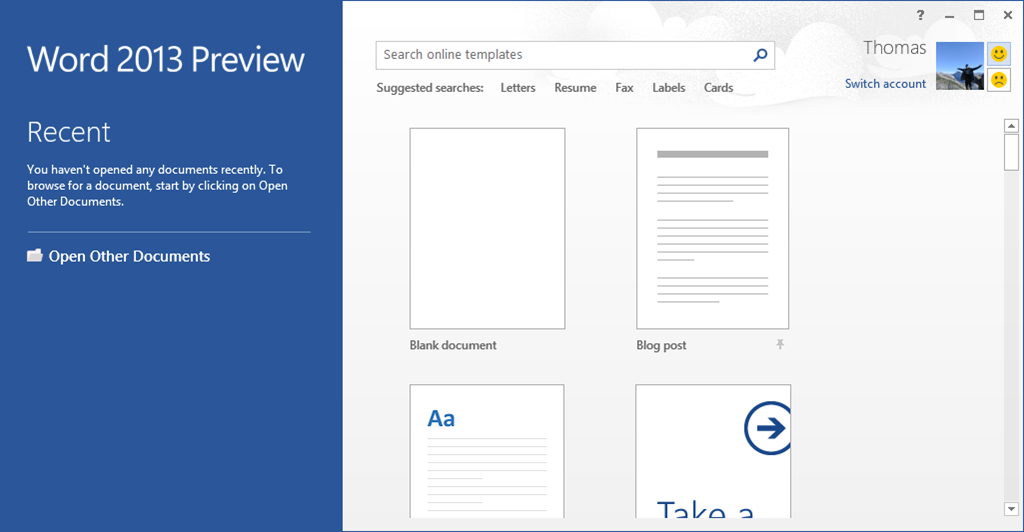 Word 2013 Preview
Recent
You haven't opened any documents recently. To
browse for a document, start by clicking on Open
Other Documents.
Open Other Documents
?
Search online templates
Thomas
Switch account
Suggested searches: Letters Resume Fax Labels Cards
Blank document
Blog post
Aa
Take a